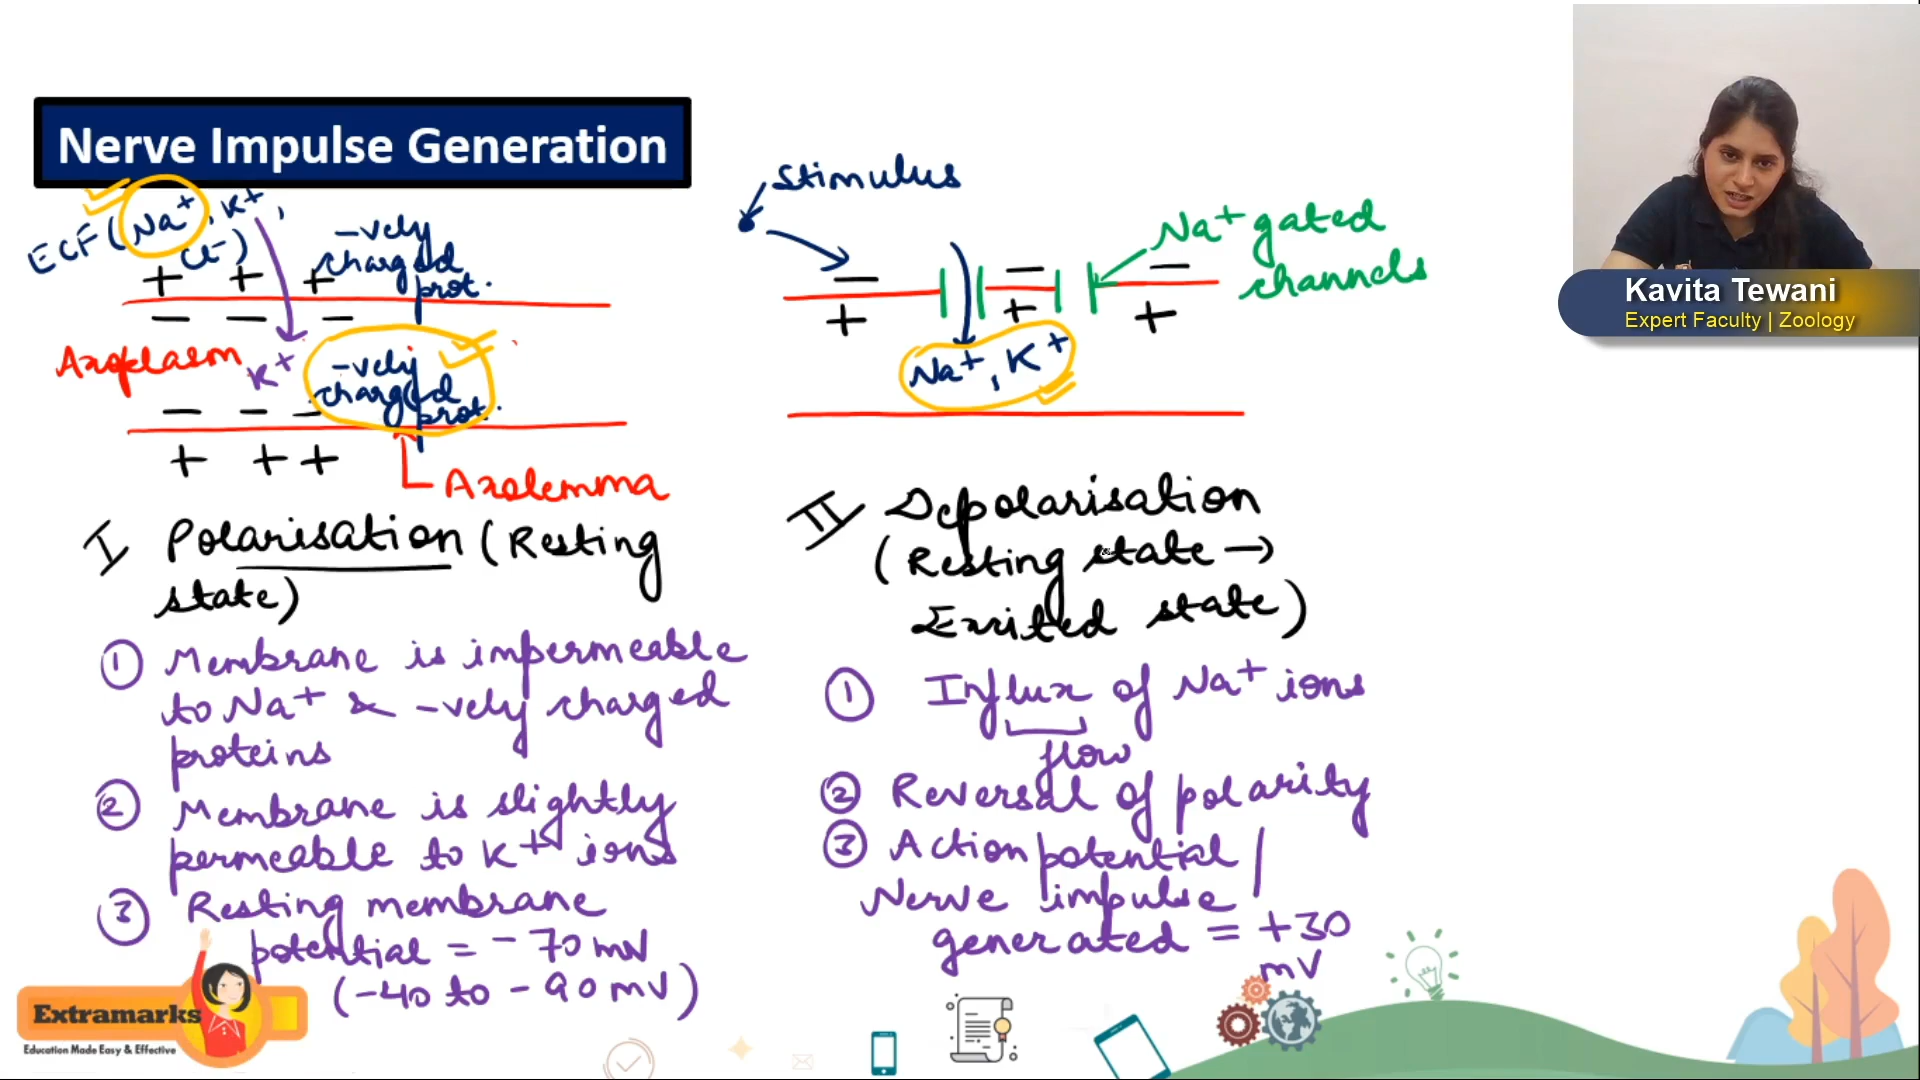 Nerve Impulse Generation
ECF (Na+, K+,
Cl-)
-vely
charged
prot.
+ + +
- - -
Axoplasm
K+
-vely
charged
prot.
- - -
+ + +
Axolemma
I Polarisation (Resting
state)
① Membrane is impermeable
to Na+ & -vely charged
proteins
② Membrane is slightly
permeable to K+ ions
③ Resting membrane
potential = -70 mV
(-40 to -90 mV)
Stimulus
Na+ gated
channels
- - -
+ + +
Na+, K+
II Depolarisation
(Resting state →
Exrited state)
① Influx of Na+ ions
flow
② Reversal of polarity
③ Action potential /
Nerve impulse
generated = +30
mV
Kavita Tewani
Expert Faculty | Zoology
Extramarks
Education Made Easy & Effective